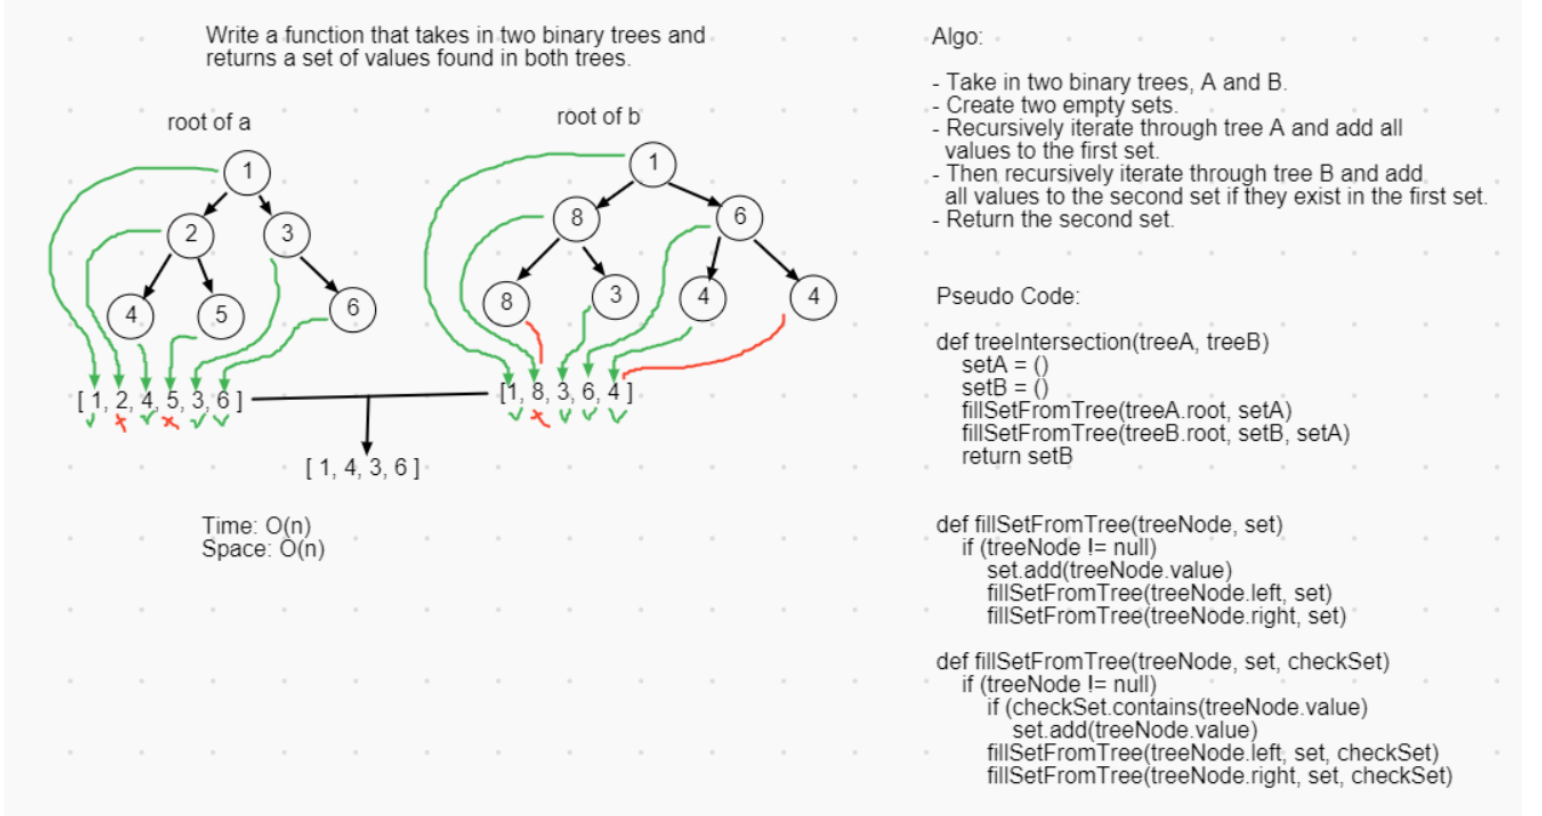 Write a function that takes in two binary trees and
returns a set of values found in both trees.
root of a
1
2
3
4
5
6
[ 1, 2, 4, 5, 3, 6 ]
root of b
1
8
6
8
3
4
4
[1, 8, 3, 6, 4 ]
[ 1, 4, 3, 6 ]
Time: O(n)
Space: O(n)
Algo:
- Take in two binary trees, A and B.
- Create two empty sets.
- Recursively iterate through tree A and add all
values to the first set.
- Then recursively iterate through tree B and add
all values to the second set if they exist in the first set.
- Return the second set.
Pseudo Code:
def treeIntersection(treeA, treeB)
setA = ()
setB = ()
fillSetFromTree(treeA.root, setA)
fillSetFromTree(treeB.root, setB, setA)
return setB
def fillSetFromTree(treeNode, set)
if (treeNode != null)
set.add(treeNode.value)
fillSetFromTree(treeNode.left, set)
fillSetFromTree(treeNode.right, set)
def fillSetFromTree(treeNode, set, checkSet)
if (treeNode != null)
if (checkSet.contains(treeNode.value)
set.add(treeNode.value)
fillSetFromTree(treeNode.left, set, checkSet)
fillSetFromTree(treeNode.right, set, checkSet)